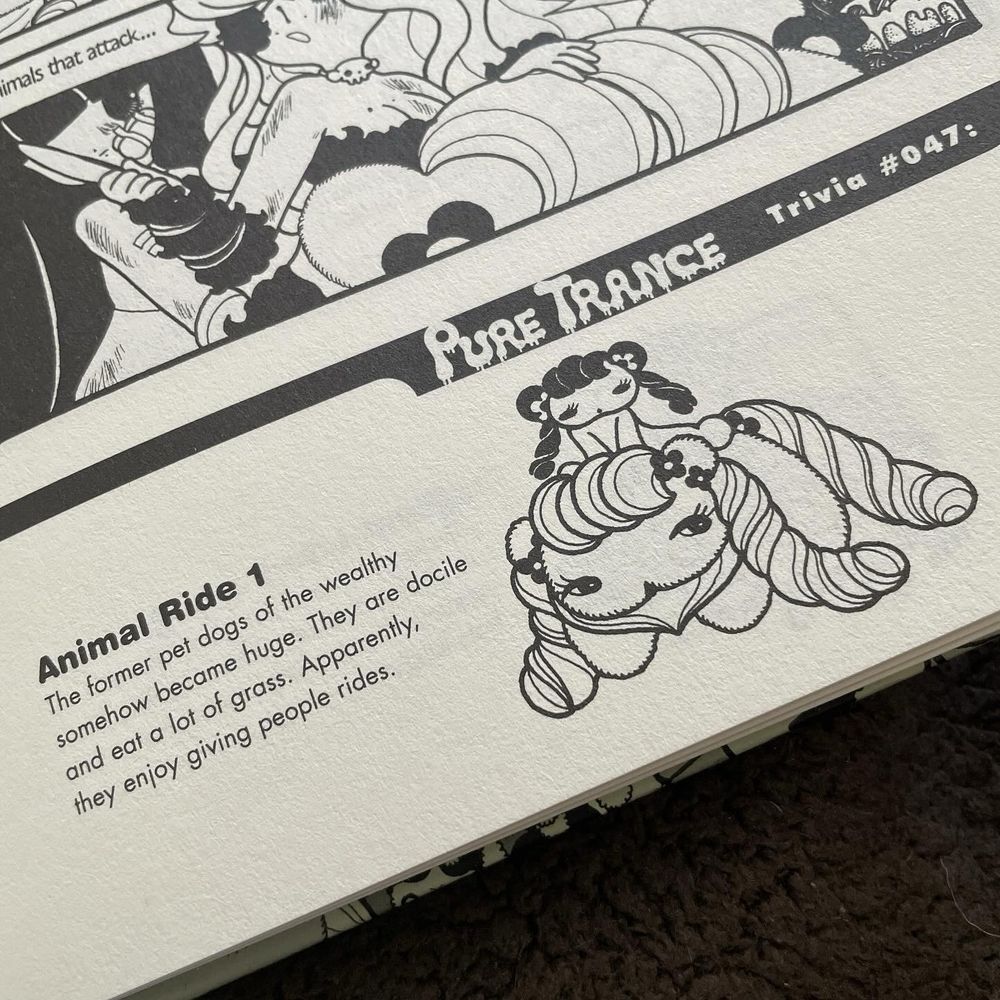 animals that attack...
PURE TRANCE
Trivia #047:
Animal Ride 1
The former pet dogs of the wealthy
somehow became huge. They are docile
and eat a lot of grass. Apparently,
they enjoy giving people rides.